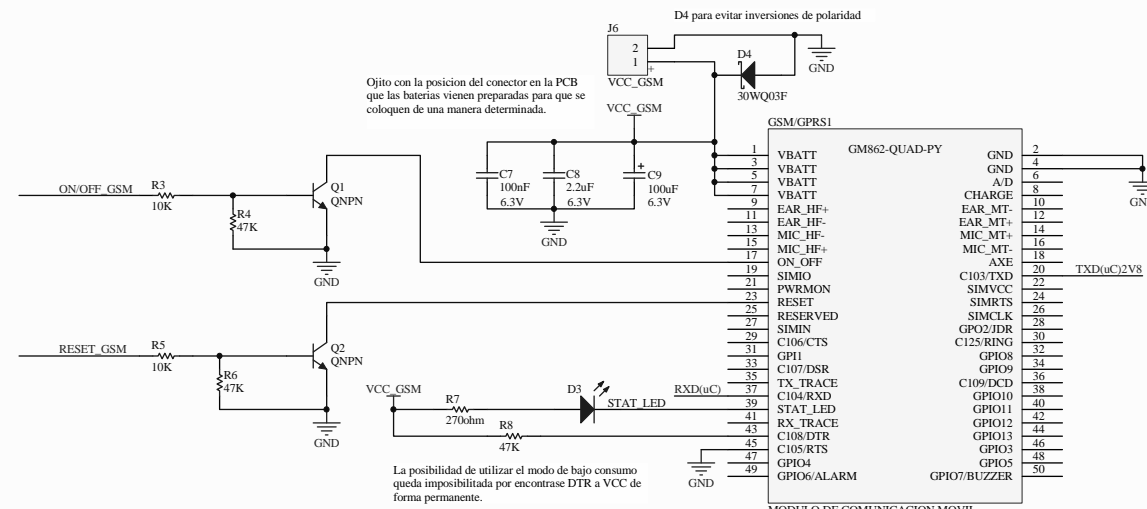 D4 para evitar inversiones de polaridad
J6
2
1
+
VCC_GSM
D4
30WQ03F
GND
Ojito con la posicion del conector en la PCB
que las baterias vienen preparadas para que se
coloquen de una manera determinada.
VCC_GSM
C7
100nF
6.3V
C8
2.2uF
6.3V
+
C9
100uF
6.3V
GND
ON/OFF_GSM
R3
10K
R4
47K
Q1
QNPN
GND
RESET_GSM
R5
10K
R6
47K
Q2
QNPN
GND
VCC_GSM
R7
270ohm
D3
STAT_LED
R8
47K
RXD(uC)
GND
La posibilidad de utilizar el modo de bajo consumo
queda imposibilitada por encontrase DTR a VCC de
forma permanente.
GSM/GPRS1
GM862-QUAD-PY
1 VBATT
3 VBATT
5 VBATT
7 VBATT
9 EAR_HF+
11 EAR_HF-
13 MIC_HF-
15 MIC_HF+
17 ON_OFF
19 SIMIO
21 PWRMON
23 RESET
25 RESERVED
27 SIMIN
29 C106/CTS
31 GPI1
33 C107/DSR
35 TX_TRACE
37 C104/RXD
39 STAT_LED
41 RX_TRACE
43 C108/DTR
45 C105/RTS
47 GPIO4
49 GPIO6/ALARM
GND 2
GND 4
A/D 6
CHARGE 8
EAR_MT- 10
EAR_MT+ 12
MIC_MT+ 14
MIC_MT- 16
AXE 18
C103/TXD 20
SIMVCC 22
SIMRTS 24
SIMCLK 26
GPO2/JDR 28
C125/RING 30
GPIO8 32
GPIO9 34
C109/DCD 36
GPIO10 38
GPIO11 40
GPIO12 42
GPIO13 44
GPIO3 46
GPIO5 48
GPIO7/BUZZER 50
TXD(uC)2V8
MODULO DE COMUNICACION MOVIL